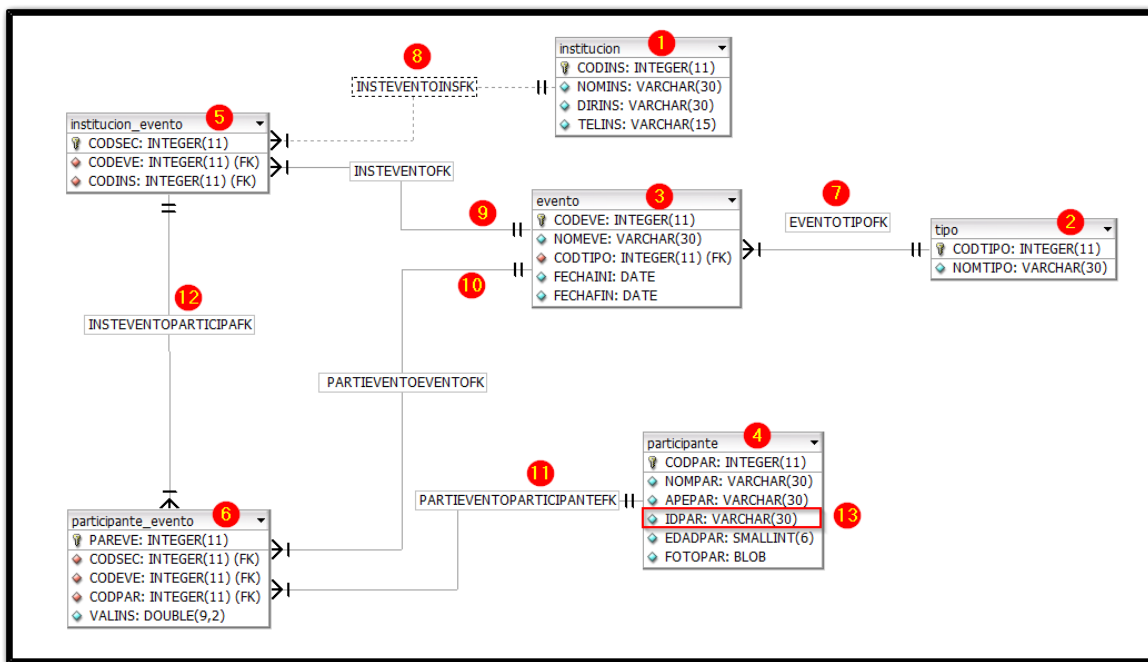 1
institucion
CODINS: INTEGER(11)
NOMINS: VARCHAR(30)
DIRINS: VARCHAR(30)
TELINS: VARCHAR(15)
8
INSTEVENTOINSFK
5
institucion_evento
CODSEC: INTEGER(11)
CODEVE: INTEGER(11) (FK)
CODINS: INTEGER(11) (FK)
INSTEVENTOFK
9
3
evento
CODEVE: INTEGER(11)
NOMEVE: VARCHAR(30)
CODTIPO: INTEGER(11) (FK)
FECHAINI: DATE
FECHAFIN: DATE
7
EVENTOTIPOFK
2
tipo
CODTIPO: INTEGER(11)
NOMTIPO: VARCHAR(30)
10
12
INSTEVENTOPARTICIPAFK
PARTIEVENTOEVENTOFK
11
PARTIEVENTOPARTICIPANTEFK
4
participante
CODPAR: INTEGER(11)
NOMPAR: VARCHAR(30)
APEPAR: VARCHAR(30)
IDPAR: VARCHAR(30)
EDADPAR: SMALLINT(6)
FOTOPAR: BLOB
13
6
participante_evento
PAREVE: INTEGER(11)
CODSEC: INTEGER(11) (FK)
CODEVE: INTEGER(11) (FK)
CODPAR: INTEGER(11) (FK)
VALINS: DOUBLE(9,2)